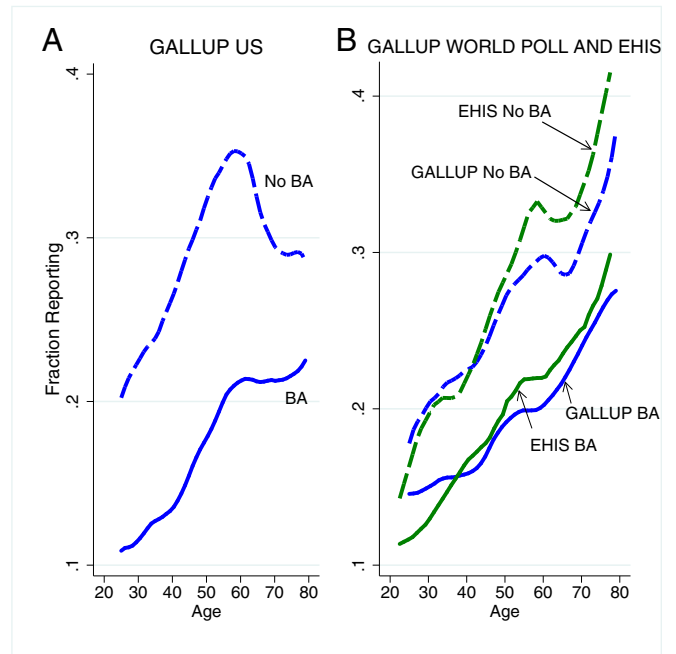 A
GALLUP US
.4
.3
.2
.1
Fraction Reporting
No BA
BA
20 30 40 50 60 70 80
Age
B
GALLUP WORLD POLL AND EHIS
.4
.3
.2
.1
EHIS No BA
GALLUP No BA
GALLUP BA
EHIS BA
20 30 40 50 60 70 80
Age